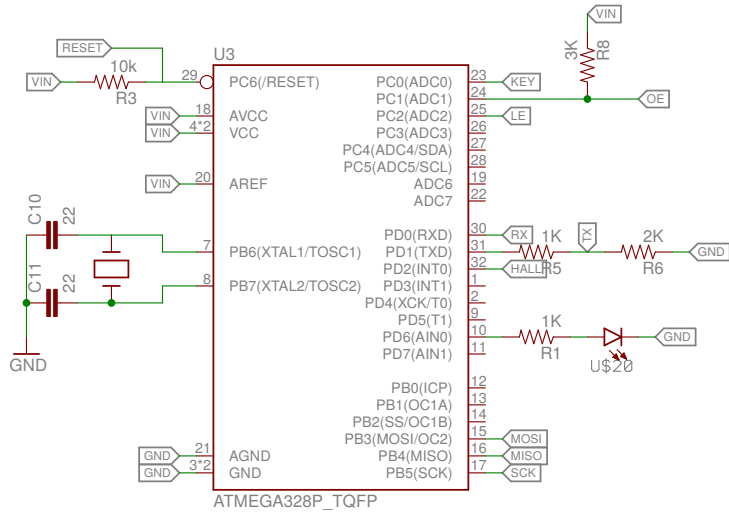 VIN
RESET
U3
3K
R8
10k
VIN
29
PC6(/RESET)
PC0(ADC0)
23
KEY
R3
PC1(ADC1)
24
OE
VIN
18
AVCC
PC2(ADC2)
25
LE
VIN
4*2
VCC
PC3(ADC3)
26
PC4(ADC4/SDA)
27
PC5(ADC5/SCL)
28
VIN
20
AREF
ADC6
19
ADC7
22
C10
22
PD0(RXD)
30
RX
1K
TX
2K
7
PB6(XTAL1/TOSC1)
PD1(TXD)
31
GND
PD2(INT0)
32
HALL
R5
R6
C11
22
8
PB7(XTAL2/TOSC2)
PD3(INT1)
1
PD4(XCK/T0)
2
PD5(T1)
9
1K
PD6(AIN0)
10
GND
PD7(AIN1)
11
R1
U$20
GND
PB0(ICP)
12
PB1(OC1A)
13
PB2(SS/OC1B)
14
PB3(MOSI/OC2)
15
MOSI
GND
21
AGND
PB4(MISO)
16
MISO
GND
3*2
GND
PB5(SCK)
17
SCK
ATMEGA328P_TQFP